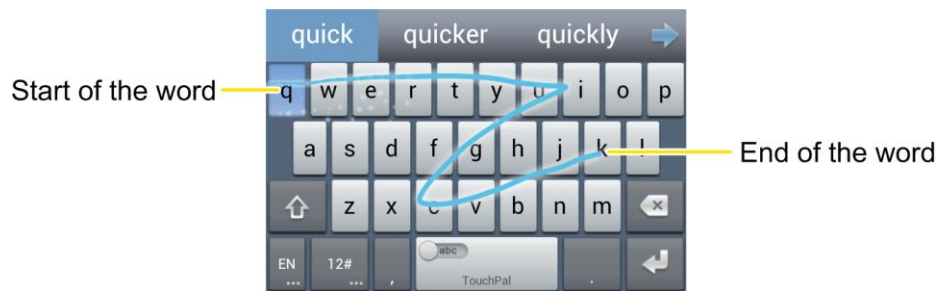 quick quicker quickly
Start of the word
q w e r t y u i o p
a s d f g h j k l
End of the word
z x c v b n m
EN ... 12# ... , abc TouchPal .